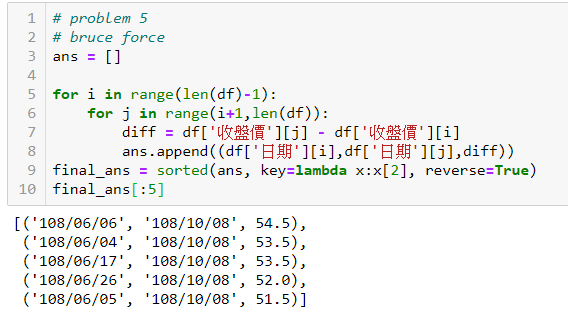 1 # problem 5
2 # bruce force
3 ans = []
4
5 for i in range(len(df)-1):
6     for j in range(i+1,len(df)):
7         diff = df['收盤價'][j] - df['收盤價'][i]
8         ans.append((df['日期'][i],df['日期'][j],diff))
9 final_ans = sorted(ans, key=lambda x:x[2], reverse=True)
10 final_ans[:5]
[('108/06/06', '108/10/08', 54.5),
 ('108/06/04', '108/10/08', 53.5),
 ('108/06/17', '108/10/08', 53.5),
 ('108/06/26', '108/10/08', 52.0),
 ('108/06/05', '108/10/08', 51.5)]